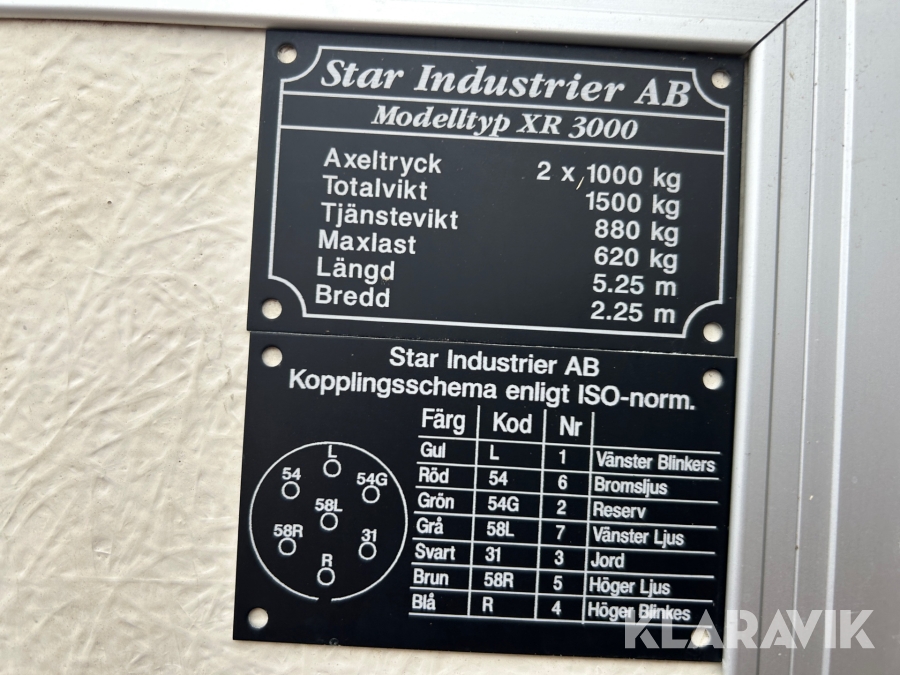 Star Industrier AB
Modelltyp XR 3000
Axeltryck 2 x 1000 kg
Totalvikt 1500 kg
Tjänstevikt 880 kg
Maxlast 620 kg
Längd 5.25 m
Bredd 2.25 m
Star Industrier AB
Kopplingsschema enligt ISO-norm.
L
54 54G
58L
58R 31
R
Färg Kod Nr
Gul L 1 Vänster Blinkers
Röd 54 6 Bromsljus
Grön 54G 2 Reserv
Grå 58L 7 Vänster Ljus
Svart 31 3 Jord
Brun 58R 5 Höger Ljus
Blå R 4 Höger Blinkes
KLARAVIK